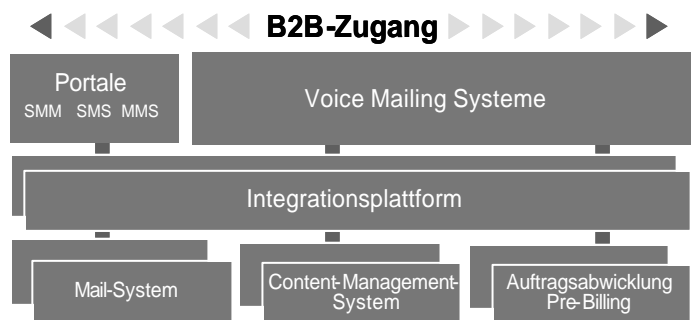 B2B-Zugang
Portale
SMM SMS MMS
Voice Mailing Systeme
Integrationsplattform
Mail-System
Content-Management-
System
Auftragsabwicklung
Pre-Billing